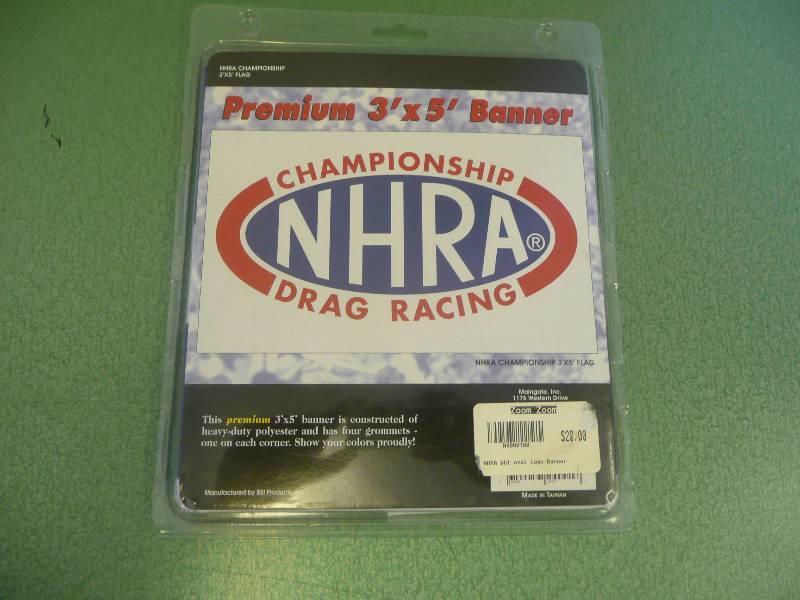 NHRA CHAMPIONSHIP
3'X5' FLAG
Premium 3'x5' Banner
CHAMPIONSHIP
NHRA®
DRAG RACING
NHRA CHAMPIONSHIP 3'X5' FLAG
Maingate, Inc.
1175 Western Drive
Zoom Zoom
$20.00
This premium 3'x5' banner is constructed of
heavy-duty polyester and has four grommets -
one on each corner. Show your colors proudly!
NHRA Wht oval Logo Banner
Manufactured by BSI Products, Inc.
MADE IN TAIWAN